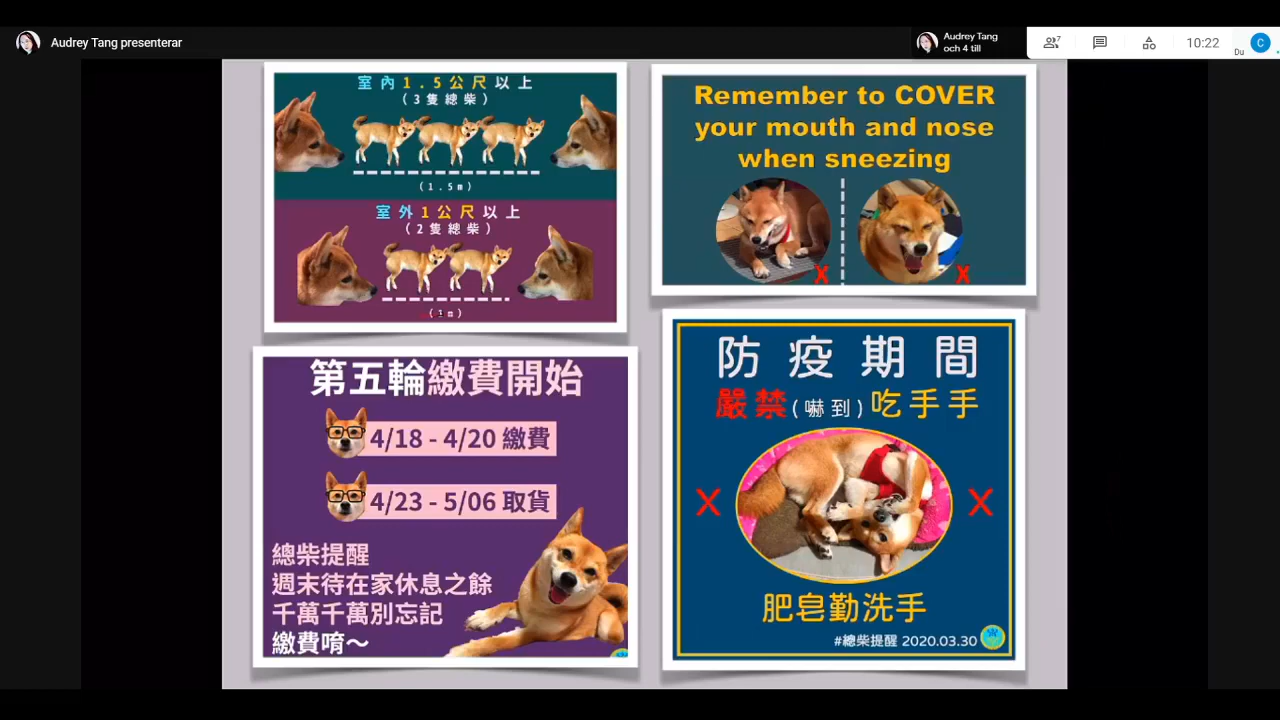 Audrey Tang presenterar
Audrey Tang
och 4 till
7
10:22
Du
C
室內1.5公尺以上
(3隻總柴)
(1.5m)
室外1公尺以上
(2隻總柴)
(1m)
Remember to COVER
your mouth and nose
when sneezing
X X
第五輪繳費開始
4/18 - 4/20 繳費
4/23 - 5/06 取貨
總柴提醒
週末待在家休息之餘
千萬千萬別忘記
繳費唷～
防疫期間
嚴禁(嚇到)吃手手
X X
肥皂勤洗手
#總柴提醒 2020.03.30